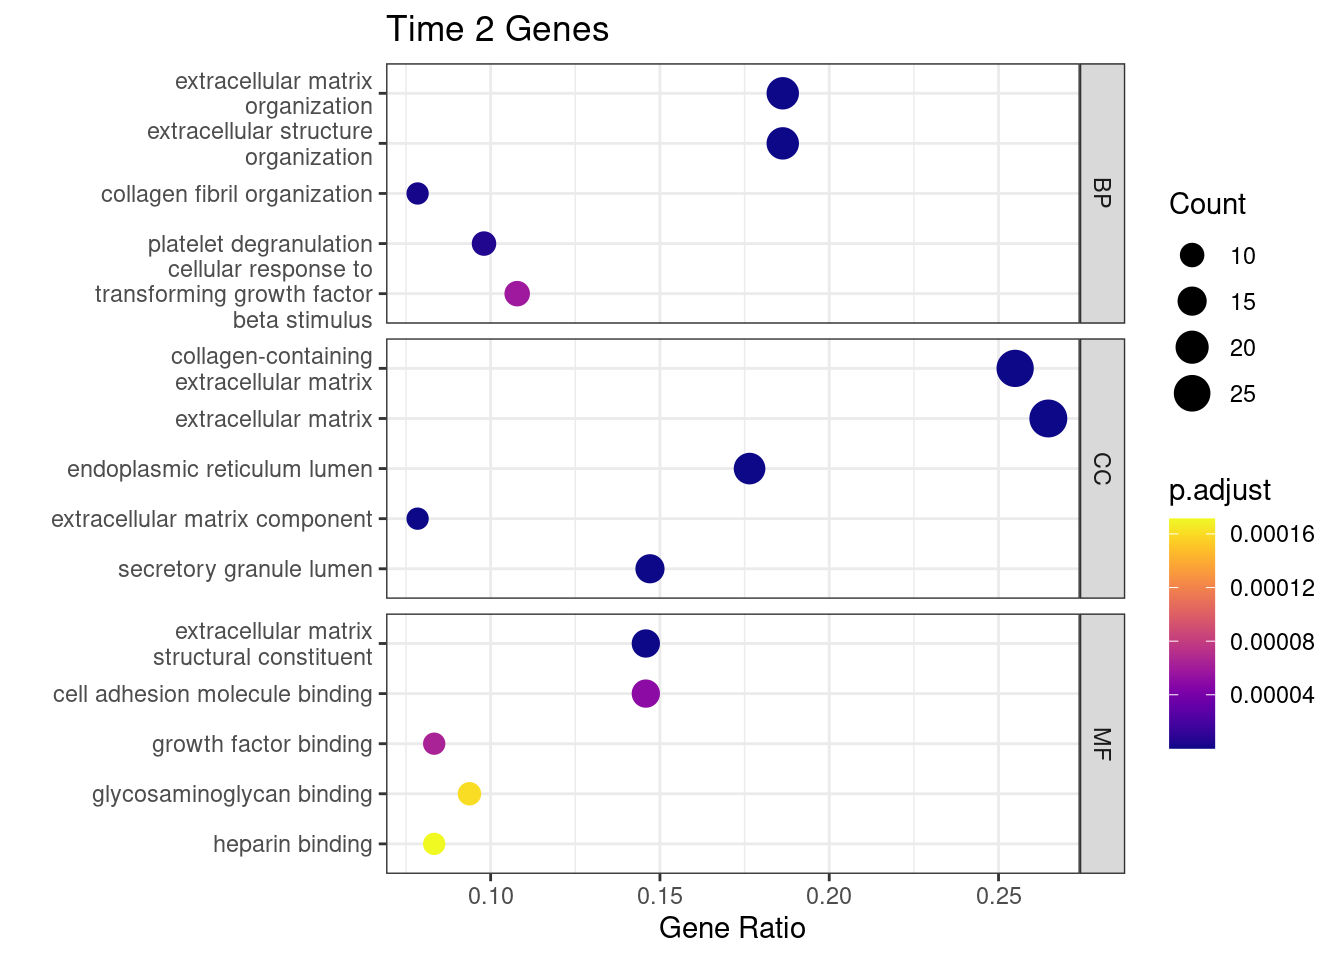 Time 2 Genes
extracellular matrix
organization
extracellular structure
organization
collagen fibril organization
platelet degranulation
cellular response to
transforming growth factor
beta stimulus
BP
collagen-containing
extracellular matrix
extracellular matrix
endoplasmic reticulum lumen
extracellular matrix component
secretory granule lumen
CC
extracellular matrix
structural constituent
cell adhesion molecule binding
growth factor binding
glycosaminoglycan binding
heparin binding
MF
0.10
0.15
0.20
0.25
Gene Ratio
Count
10
15
20
25
p.adjust
0.00016
0.00012
0.00008
0.00004